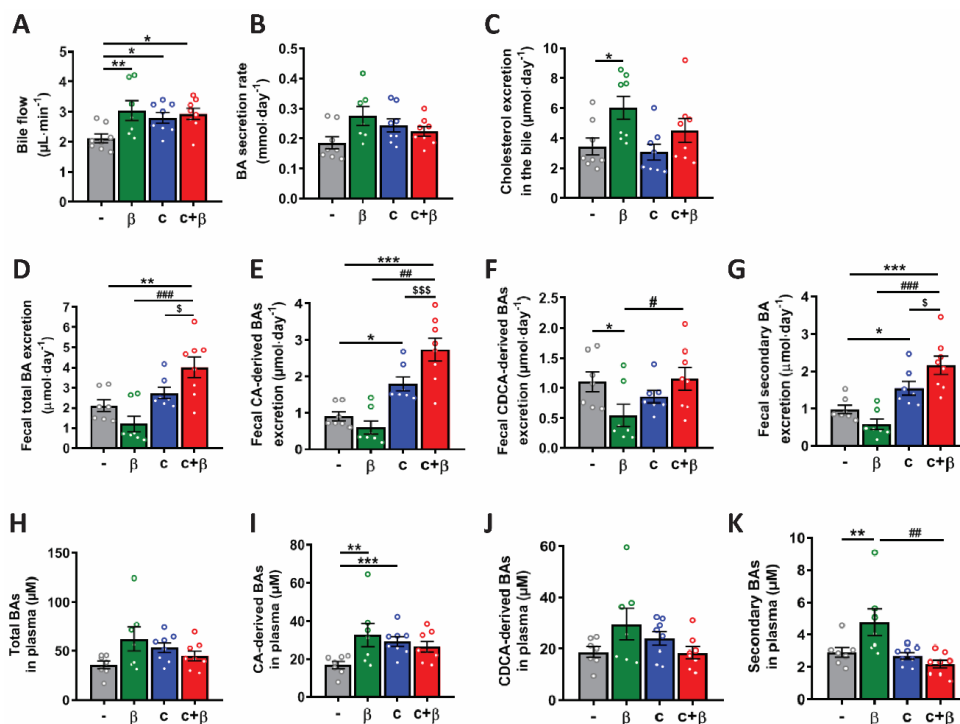 A
Bile flow
(µL·min⁻¹)
5
4
3
2
1
0
*
*
**
- β c c+β
B
BA secretion rate
(mmol·day⁻¹)
0.5
0.4
0.3
0.2
0.1
0.0
- β c c+β
C
Cholesterol excretion
in the bile (µmol·day⁻¹)
10
8
6
4
2
0
*
- β c c+β
D
Fecal total BA excretion
(µmol·day⁻¹)
7
6
5
4
3
2
1
0
**
###
$
- β c c+β
E
Fecal CA-derived BAs
excretion (µmol·day⁻¹)
4
3
2
1
0
***
##
$$$
*
- β c c+β
F
Fecal CDCA-derived BAs
excretion (µmol·day⁻¹)
2.5
2.0
1.5
1.0
0.5
0.0
#
*
- β c c+β
G
Fecal secondary BA
excretion (µmol·day⁻¹)
4
3
2
1
0
***
###
$
*
- β c c+β
H
Total BAs
in plasma (µM)
150
100
50
0
- β c c+β
I
CA-derived BAs
in plasma (µM)
80
60
40
20
0
**
***
- β c c+β
J
CDCA-derived BAs
in plasma (µM)
60
40
20
0
- β c c+β
K
Secondary BAs
in plasma (µM)
10
8
6
4
2
0
**
##
- β c c+β